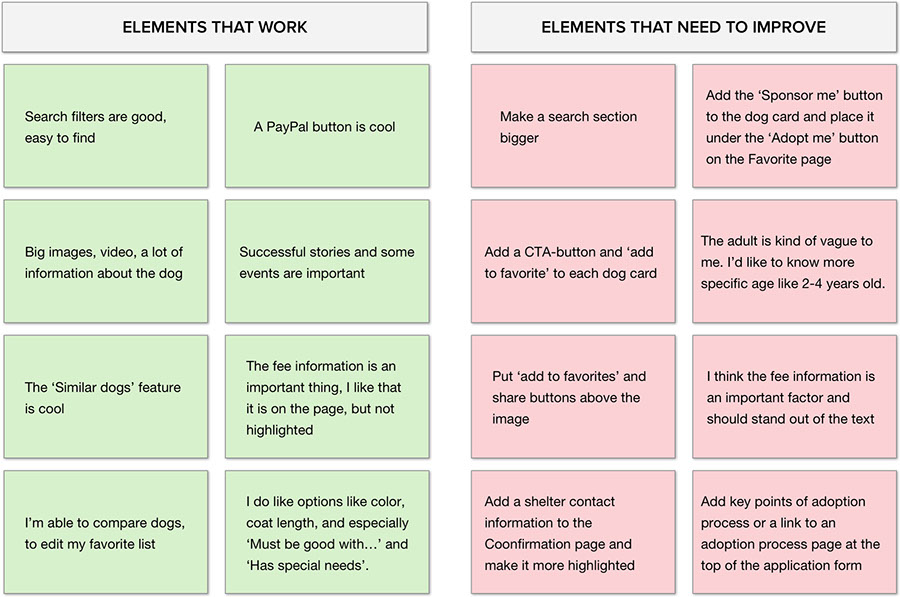 ELEMENTS THAT WORK
Search filters are good,
easy to find
A PayPal button is cool
Big images, video, a lot of
information about the dog
Successful stories and some
events are important
The ‘Similar dogs’ feature
is cool
The fee information is an
important thing, I like that
it is on the page, but not
highlighted
I’m able to compare dogs,
to edit my favorite list
I do like options like color,
coat length, and especially
‘Must be good with…’ and
‘Has special needs’.
ELEMENTS THAT NEED TO IMPROVE
Make a search section
bigger
Add the ‘Sponsor me’ button
to the dog card and place it
under the ‘Adopt me’ button
on the Favorite page
Add a CTA-button and ‘add
to favorite’ to each dog card
The adult is kind of vague to
me. I’d like to know more
specific age like 2-4 years old.
Put ‘add to favorites’ and
share buttons above the
image
I think the fee information is
an important factor and
should stand out of the text
Add a shelter contact
information to the
Coonfirmation page and
make it more highlighted
Add key points of adoption
process or a link to an
adoption process page at the
top of the application form